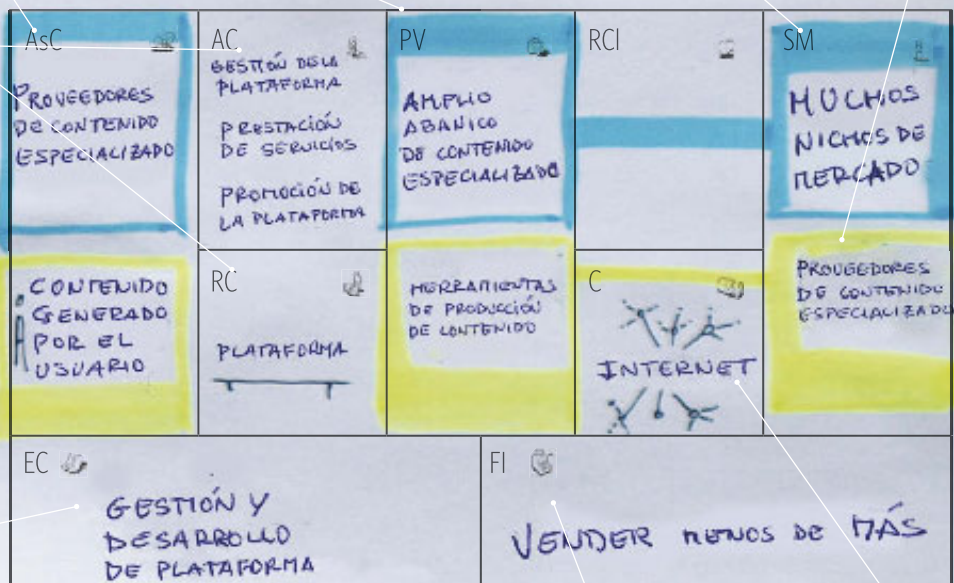 AsC
PROVEEDORES
DE CONTENIDO
ESPECIALIZADO
CONTENIDO
GENERADO
POR EL
USUARIO
AC
GESTIÓN DE LA
PLATAFORMA
PRESTACIÓN
DE SERVICIOS
PROMOCIÓN DE
LA PLATAFORMA
RC
PLATAFORMA
PV
AMPLIO
ABANICO
DE CONTENIDO
ESPECIALIZADO
HERRAMIENTAS
DE PRODUCCIÓN
DE CONTENIDO
RCl
C
INTERNET
SM
MUCHOS
NICHOS DE
MERCADO
PROVEEDORES
DE CONTENIDO
ESPECIALIZADO
EC
GESTIÓN Y
DESARROLLO
DE PLATAFORMA
FI
VENDER MENOS DE MÁS